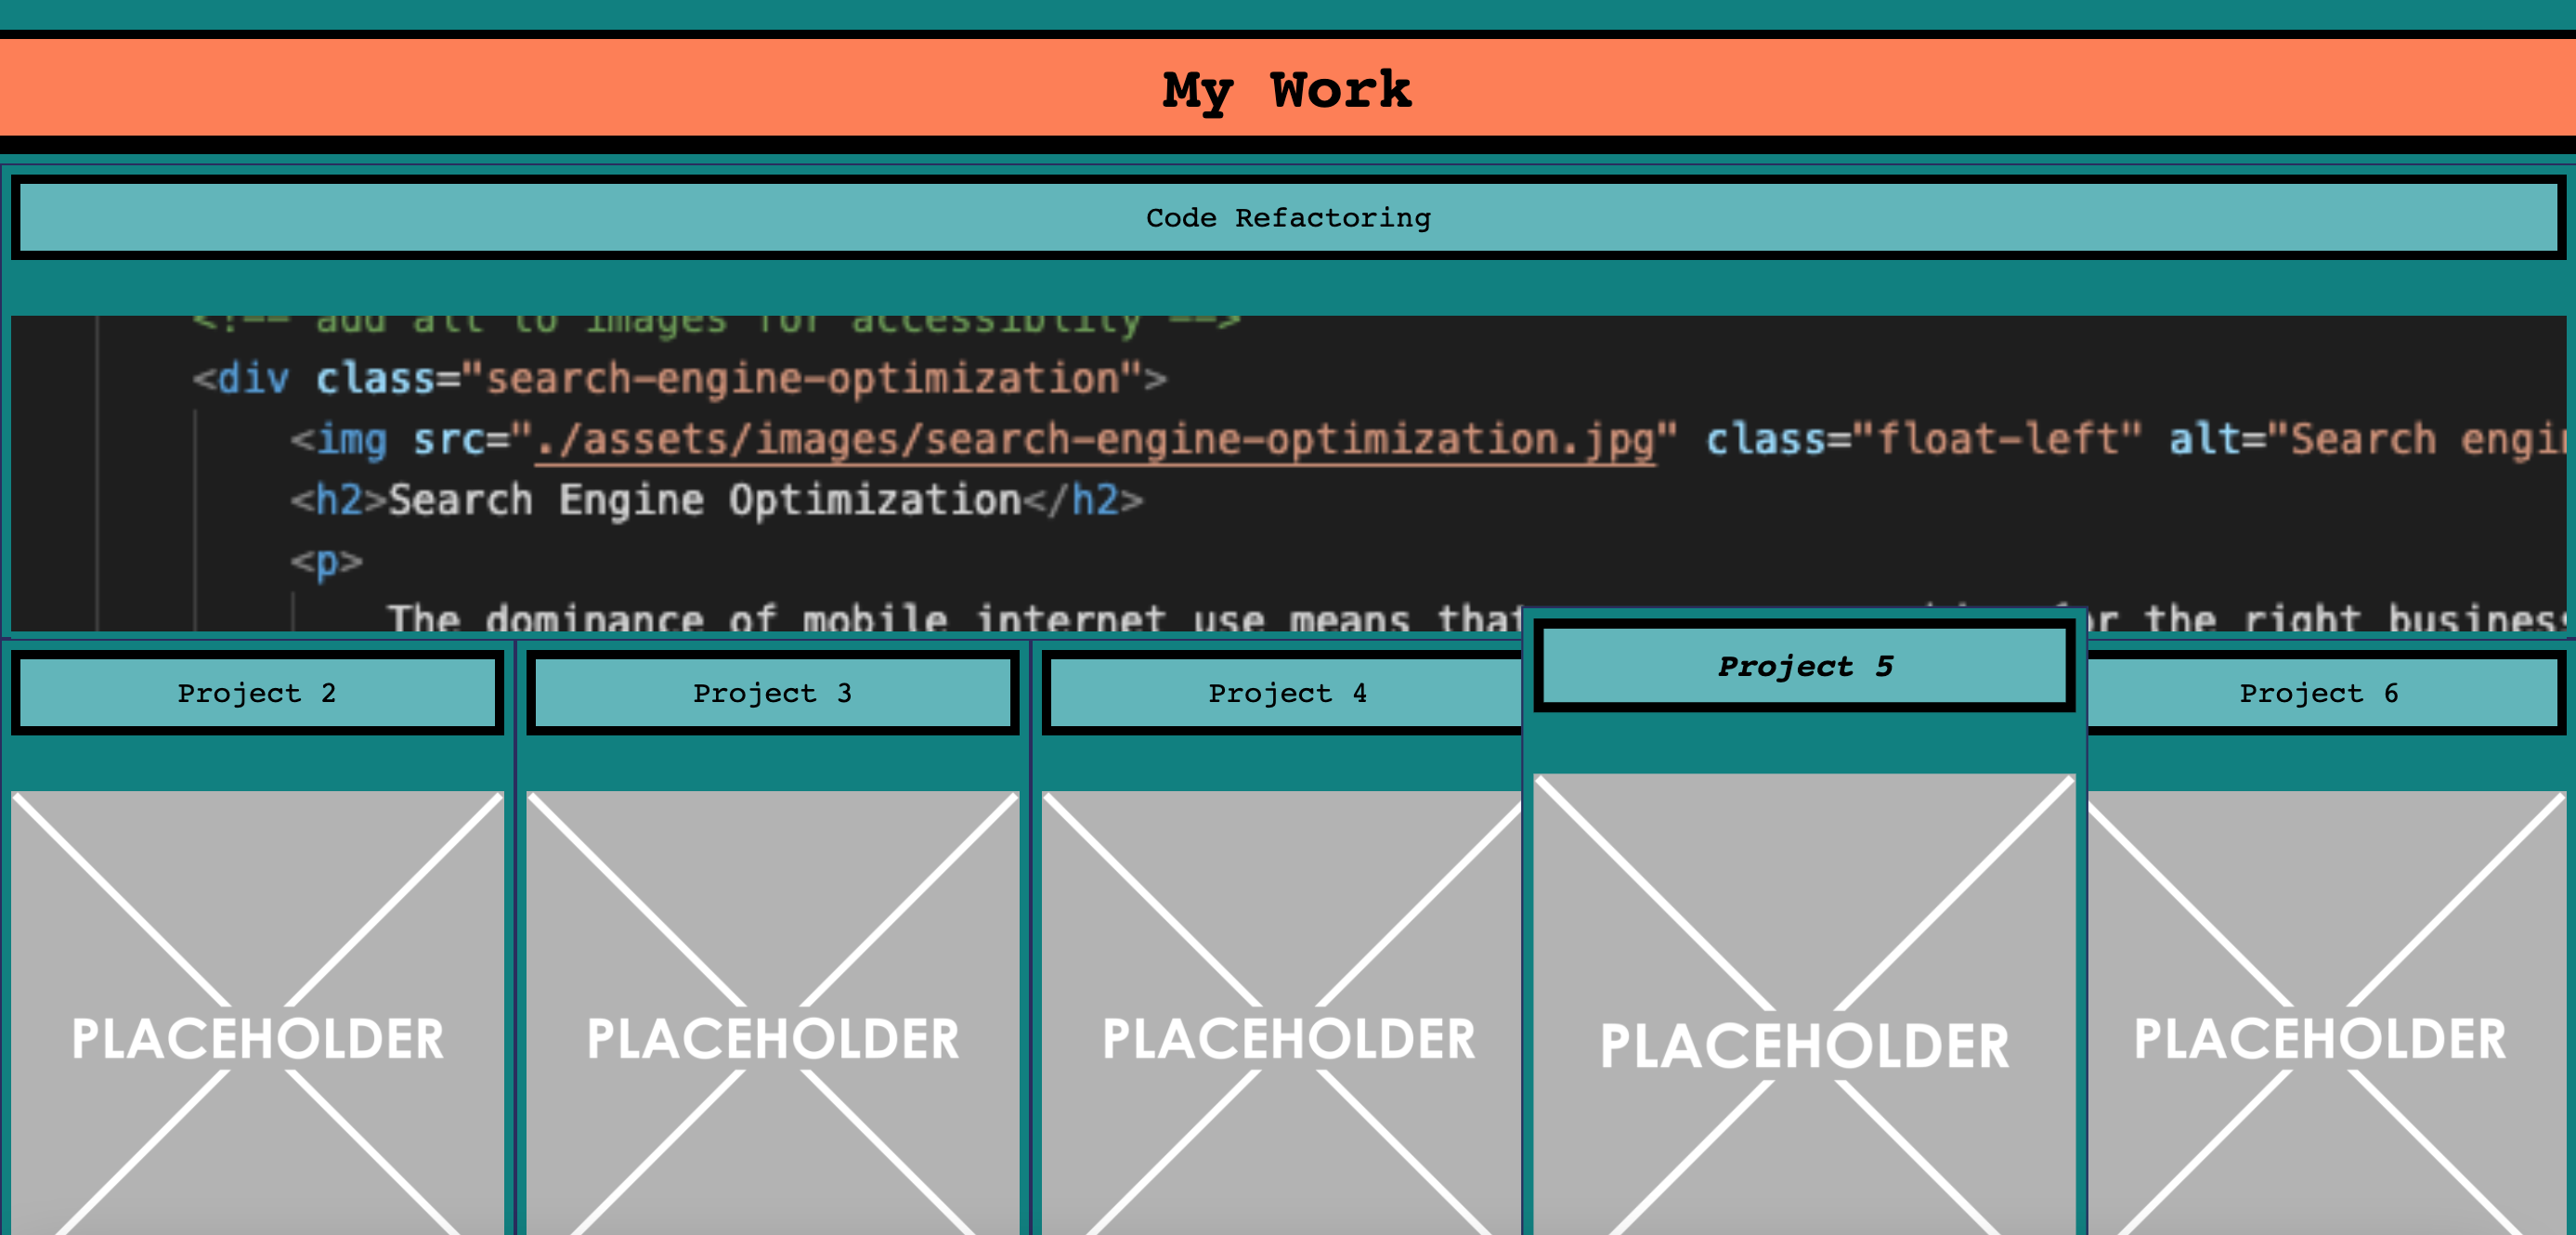 My Work
Code Refactoring
<!-- add alt to images for accessiblity -->
<div class="search-engine-optimization">
<img src="./assets/images/search-engine-optimization.jpg" class="float-left" alt="Search engi
<h2>Search Engine Optimization</h2>
<p>
The dominance of mobile internet use means that for the right business
Project 2
Project 3
Project 4
Project 5
Project 6
PLACEHOLDER
PLACEHOLDER
PLACEHOLDER
PLACEHOLDER
PLACEHOLDER